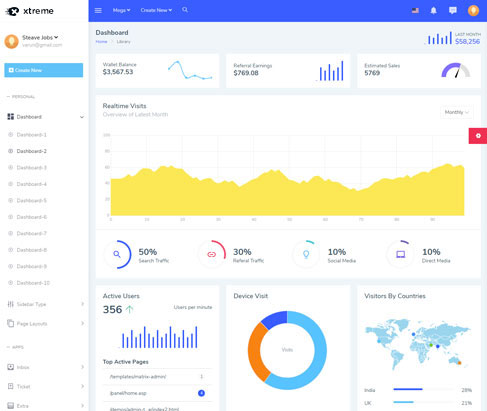 xtreme
Mega
Create New
Steave Jobs
varun@gmail.com
Create New
PERSONAL
Dashboard
Dashboard-1
Dashboard-2
Dashboard-3
Dashboard-4
Dashboard-5
Dashboard-6
Dashboard-7
Dashboard-8
Dashboard-9
Dashboard-10
Sidebar Type
Page Layouts
APPS
Inbox
Ticket
Extra
Dashboard
Home > Library
LAST MONTH
$58,256
Wallet Balance
$3,567.53
Referral Earnings
$769.08
Estimated Sales
5769
Realtime Visits
Overview of Latest Month
Monthly
100
80
60
40
20
0
0 10 20 30 40 50 60 70 80 90
50%
Search Traffic
30%
Referal Traffic
10%
Social Media
10%
Direct Media
Active Users
356
Users per minute
Top Active Pages
/templates/matrix-admin/ 1
/panel/home.asp 4
Device Visit
Visits
Visitors By Countries
India 28%
UK 21%